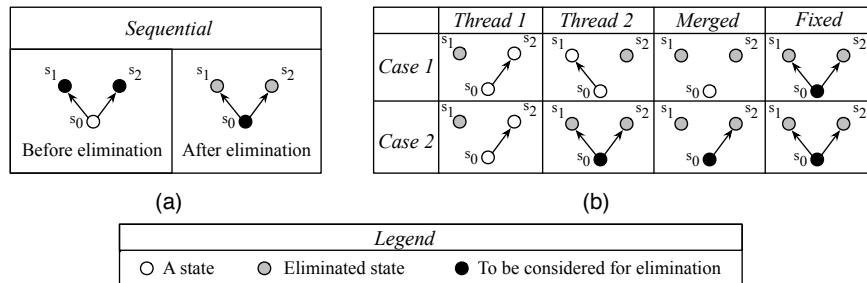 Sequential
s1 s2
s0
Before elimination
s1 s2
s0
After elimination
(a)
Thread 1 Thread 2 Merged Fixed
Case 1
s1 s2 s0
s1 s2 s0
s1 s2 s0
s1 s2 s0
Case 2
s1 s2 s0
s1 s2 s0
s1 s2 s0
s1 s2 s0
(b)
Legend
A state Eliminated state To be considered for elimination